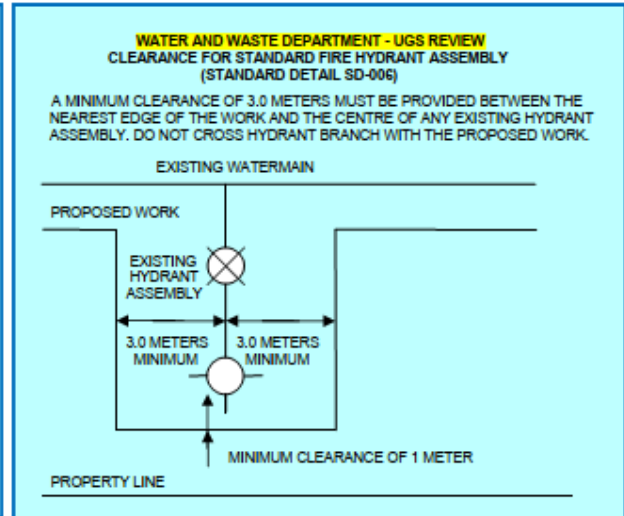 WATER AND WASTE DEPARTMENT - UGS REVIEW
CLEARANCE FOR STANDARD FIRE HYDRANT ASSEMBLY
(STANDARD DETAIL SD-006)
A MINIMUM CLEARANCE OF 3.0 METERS MUST BE PROVIDED BETWEEN THE
NEAREST EDGE OF THE WORK AND THE CENTRE OF ANY EXISTING HYDRANT
ASSEMBLY. DO NOT CROSS HYDRANT BRANCH WITH THE PROPOSED WORK.
EXISTING WATERMAIN
PROPOSED WORK
EXISTING
HYDRANT
ASSEMBLY
3.0 METERS
MINIMUM
3.0 METERS
MINIMUM
MINIMUM CLEARANCE OF 1 METER
PROPERTY LINE